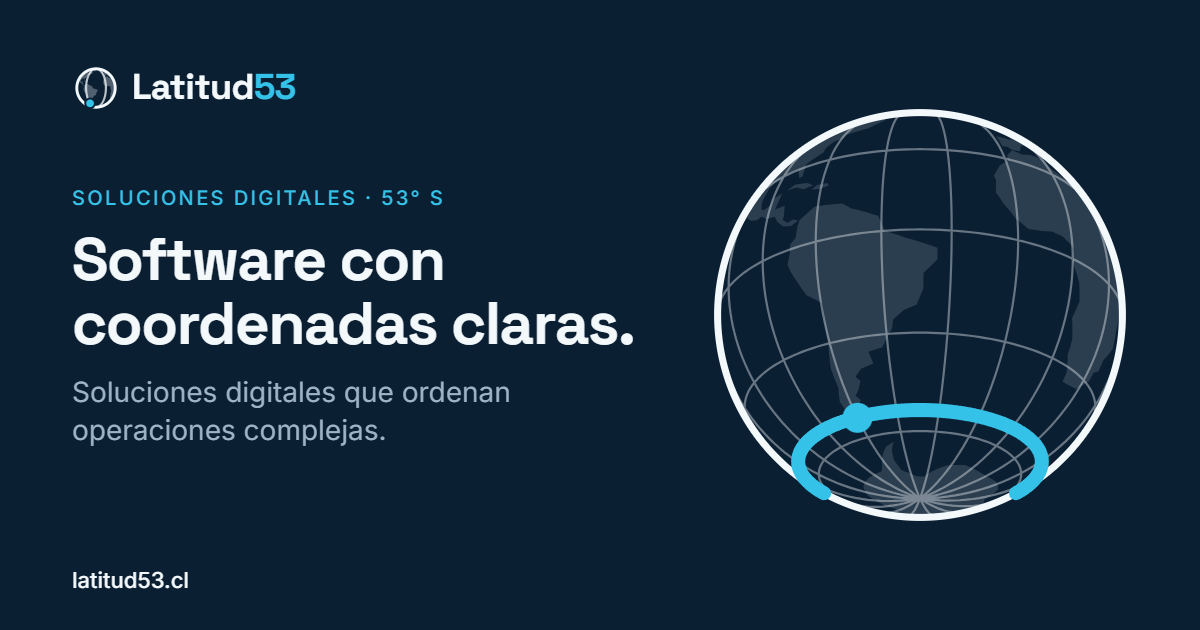 Latitud53
SOLUCIONES DIGITALES · 53° S
Software con
coordenadas claras.
Soluciones digitales que ordenan
operaciones complejas.
latitud53.cl